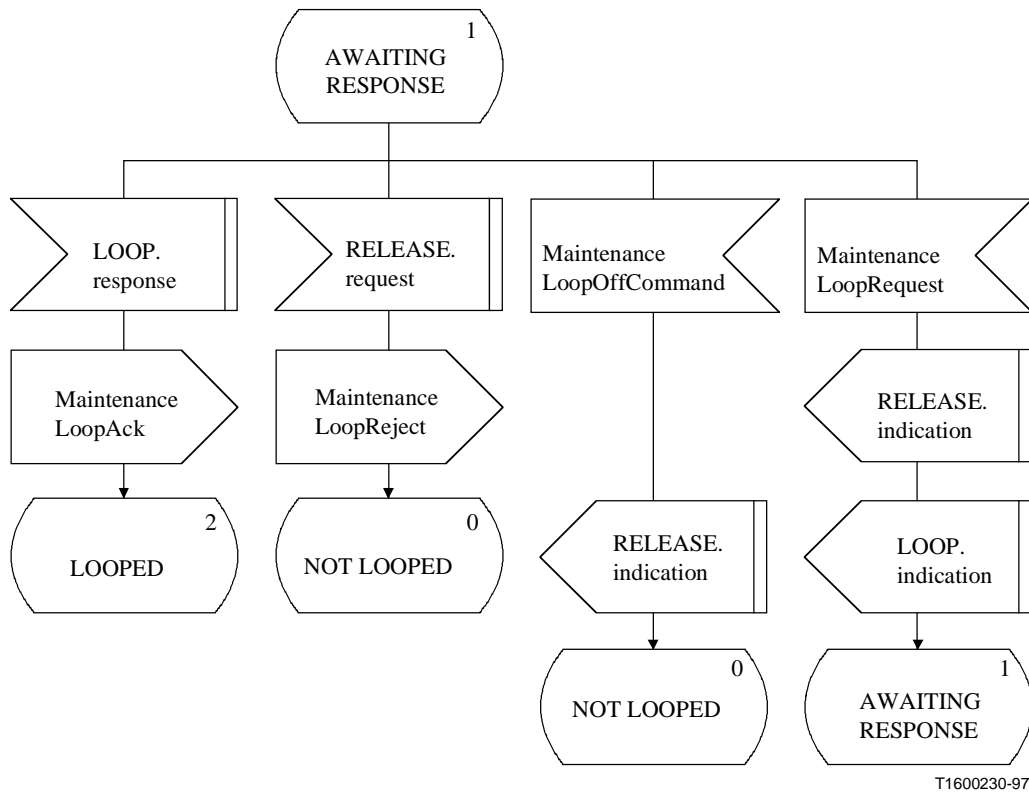 1
AWAITING
RESPONSE
LOOP.
response
RELEASE.
request
Maintenance
LoopOffCommand
Maintenance
LoopRequest
Maintenance
LoopAck
Maintenance
LoopReject
RELEASE.
indication
2
LOOPED
0
NOT LOOPED
RELEASE.
indication
LOOP.
indication
0
NOT LOOPED
1
AWAITING
RESPONSE
T1600230-97